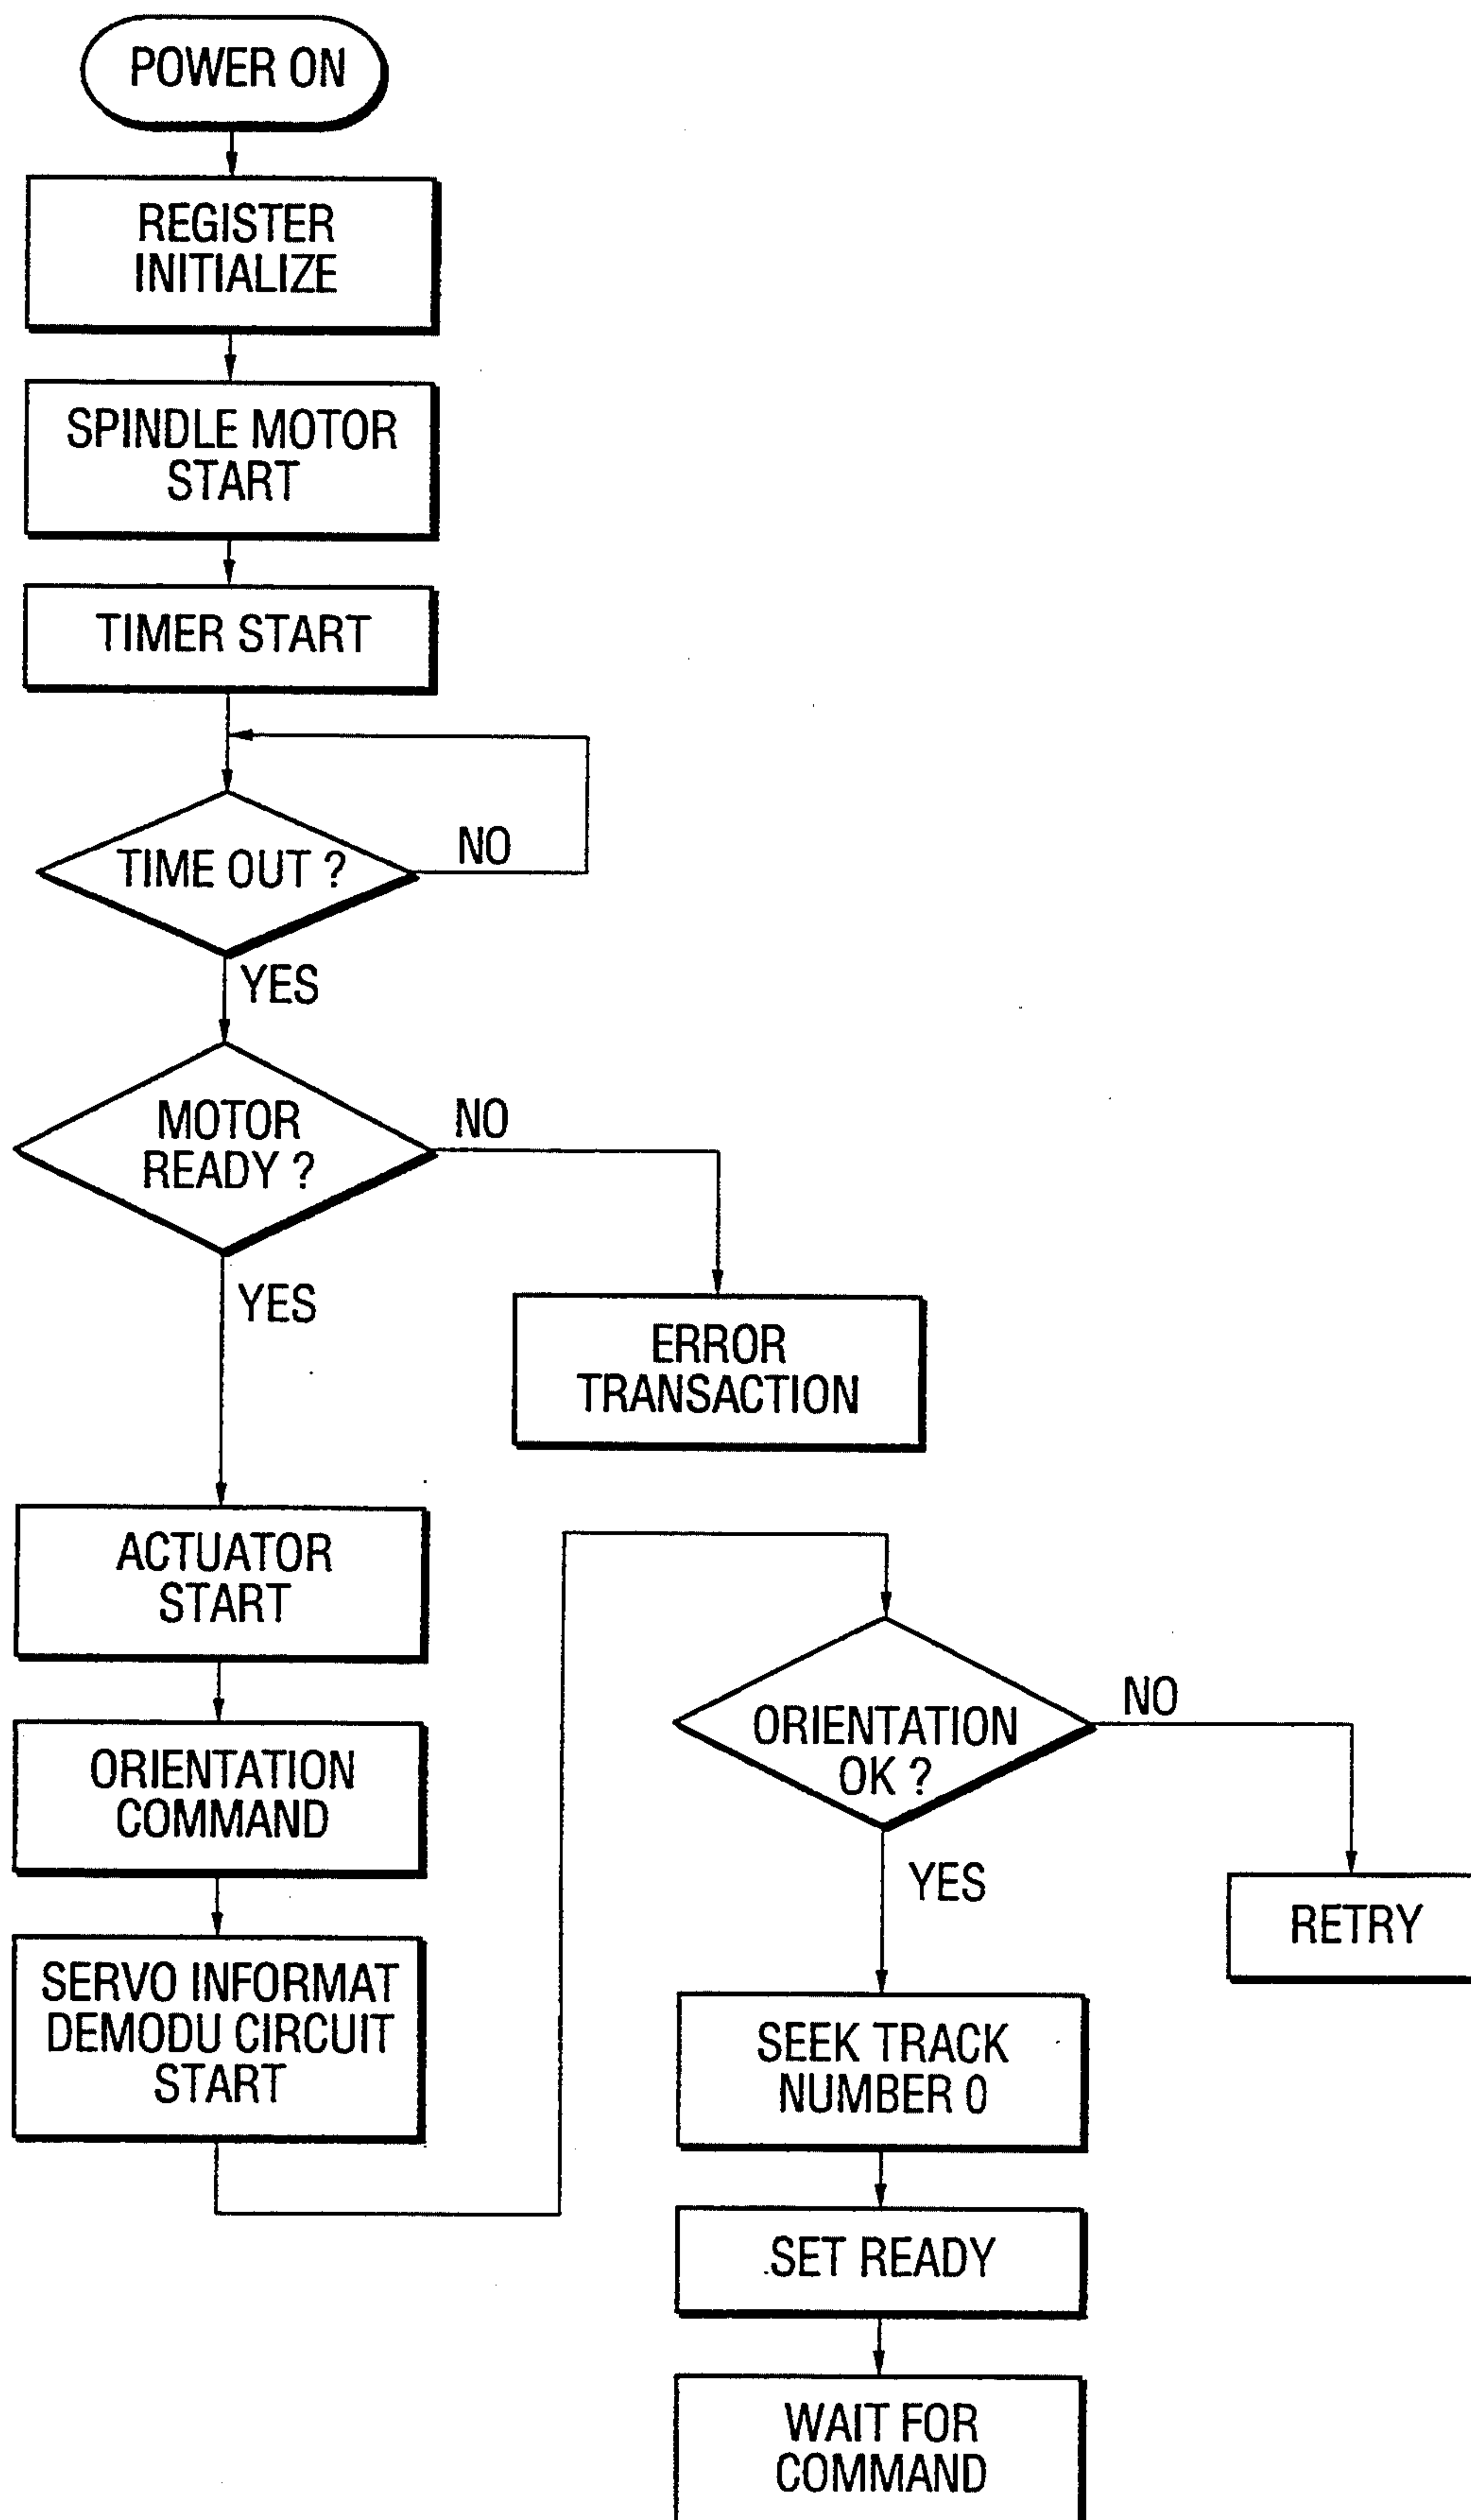 POWER ON
REGISTER
INITIALIZE
SPINDLE MOTOR
START
TIMER START
TIME OUT ?
NO
YES
MOTOR
READY ?
NO
YES
ERROR
TRANSACTION
ACTUATOR
START
ORIENTATION
COMMAND
SERVO INFORMAT
DEMODU CIRCUIT
START
ORIENTATION
OK ?
NO
YES
RETRY
SEEK TRACK
NUMBER 0
SET READY
WAIT FOR
COMMAND